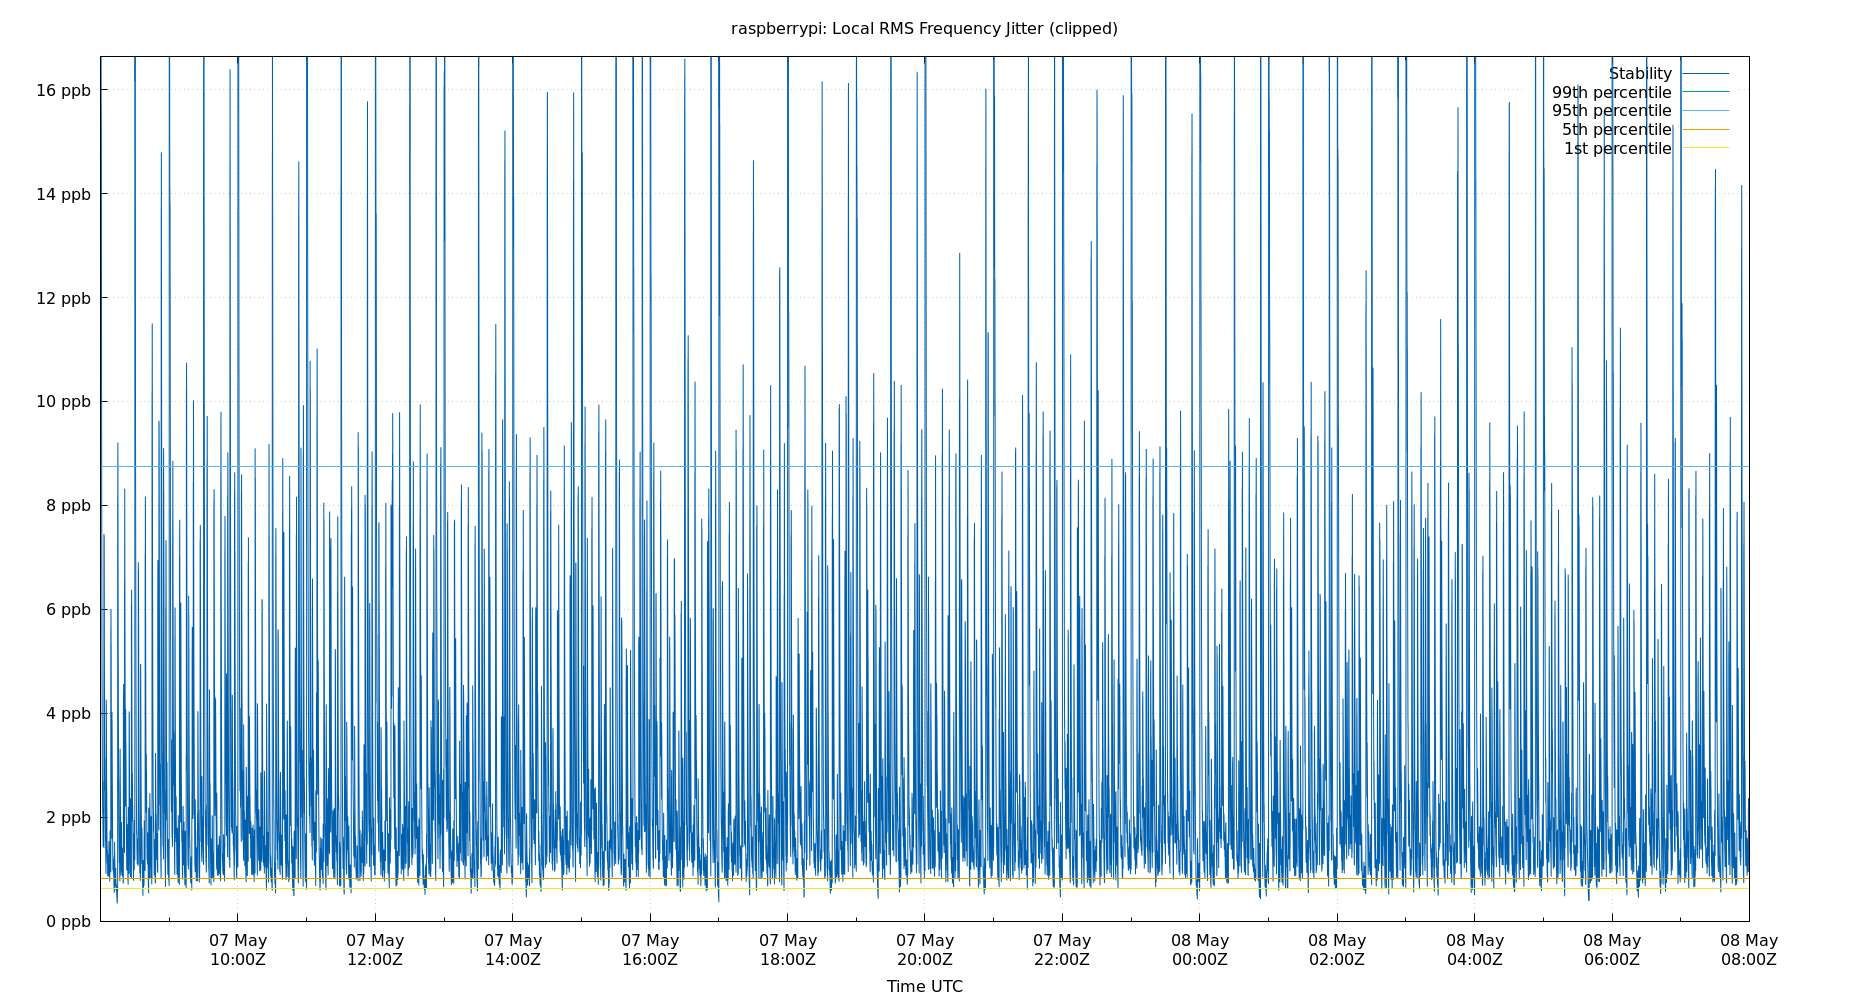 raspberrypi: Local RMS Frequency Jitter (clipped)
Stability
99th percentile
95th percentile
5th percentile
1st percentile
16 ppb
14 ppb
12 ppb
10 ppb
8 ppb
6 ppb
4 ppb
2 ppb
0 ppb
07 May 07 May 07 May 07 May 07 May 07 May 07 May 08 May 08 May 08 May 08 May 08 May
10:00Z 12:00Z 14:00Z 16:00Z 18:00Z 20:00Z 22:00Z 00:00Z 02:00Z 04:00Z 06:00Z 08:00Z
Time UTC